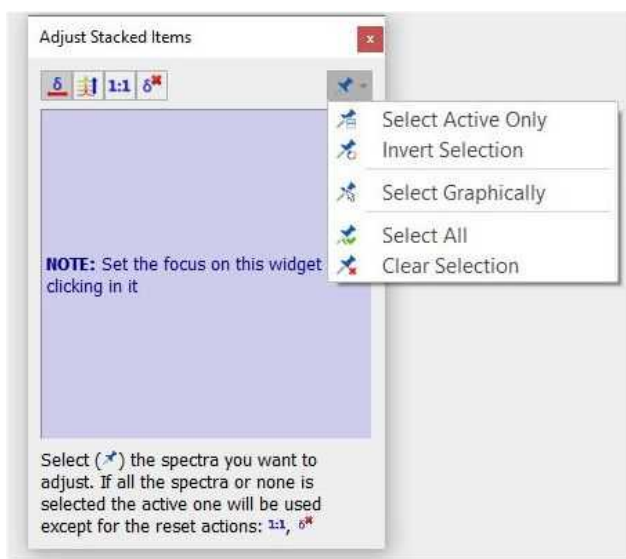 Adjust Stacked Items
x
δ 1:1 δ
Select Active Only
Invert Selection
Select Graphically
Select All
Clear Selection
NOTE: Set the focus on this widget
clicking in it
Select ( ) the spectra you want to
adjust. If all the spectra or none is
selected the active one will be used
except for the reset actions: 1:1, δ